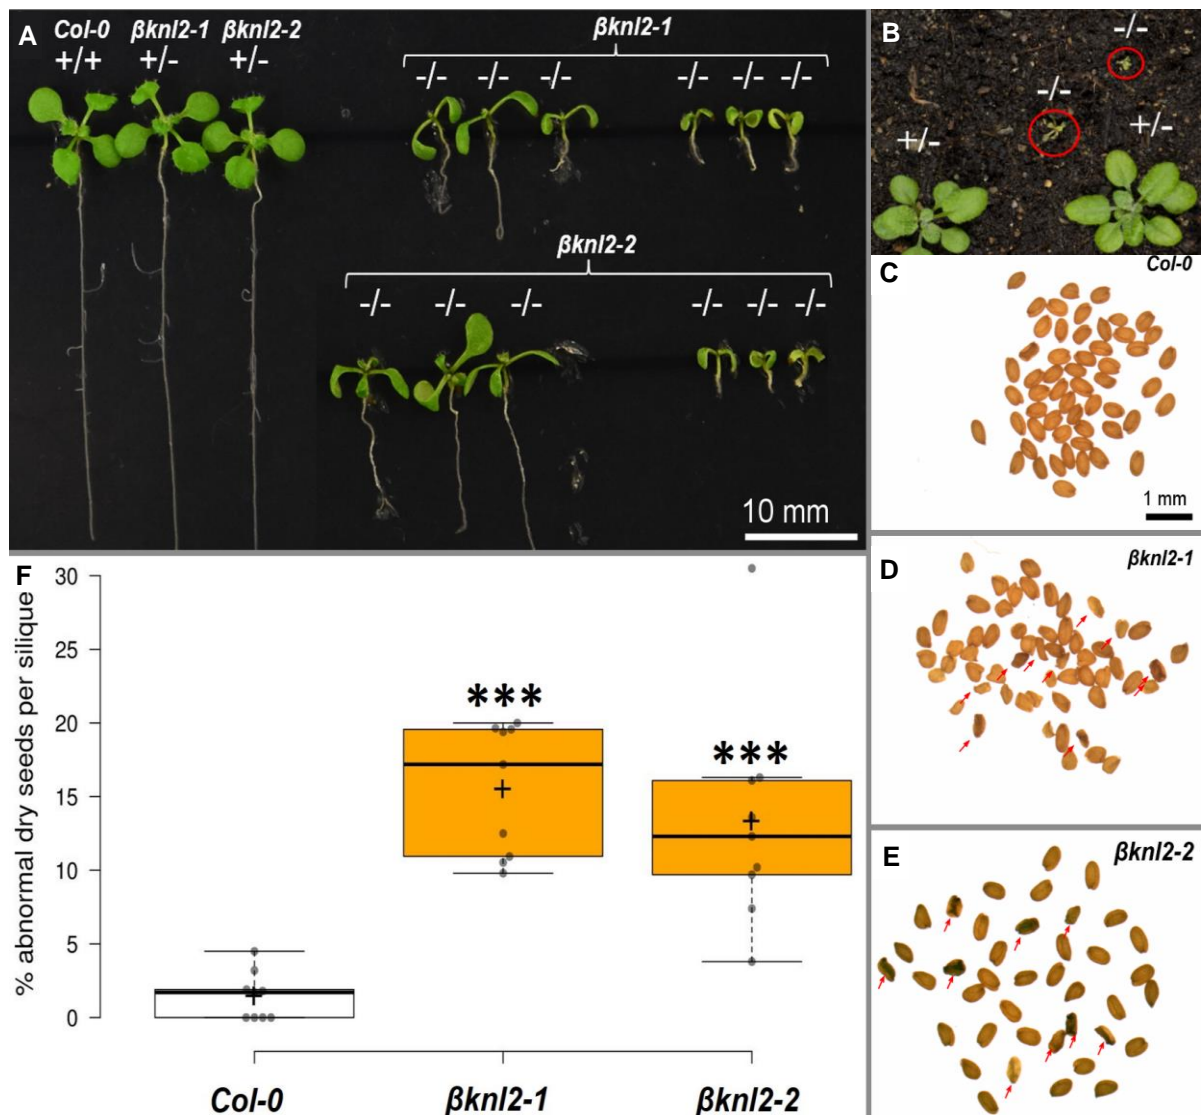 A
Col-0 βknl2-1 βknl2-2
+/+ +/- +/-
βknl2-1
-/- -/- -/- -/- -/- -/-
βknl2-2
-/- -/- -/- -/- -/- -/-
10 mm
B
-/-
-/-
+/-
+/-
C
Col-0
1 mm
D
βknl2-1
E
βknl2-2
F
% abnormal dry seeds per silique
30
25
20
15
10
5
0
***
***
Col-0 βknl2-1 βknl2-2